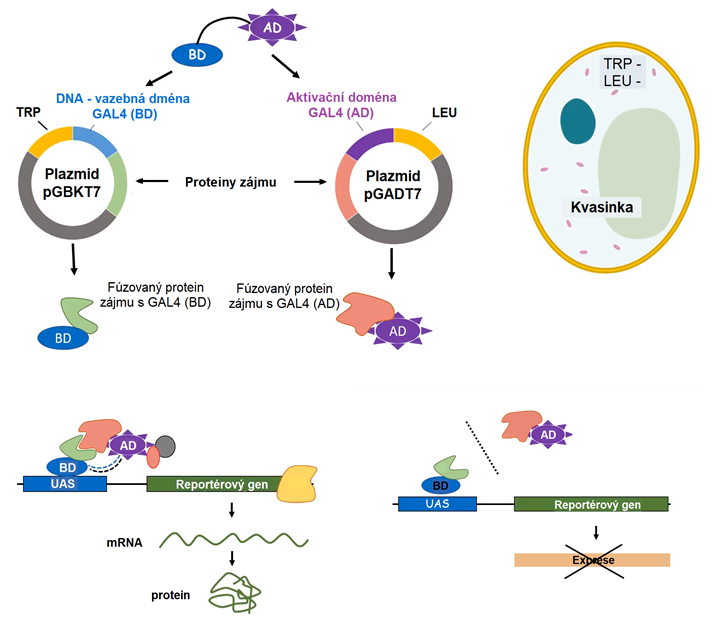 AD
BD
DNA - vazebná dména
GAL4 (BD)
Aktivační doména
GAL4 (AD)
TRP
LEU
Plazmid
pGBKT7
Proteiny zájmu
Plazmid
pGADT7
TRP -
LEU -
Kvasinka
Fúzovaný protein
zájmu s GAL4 (BD)
Fúzovaný protein
zájmu s GAL4 (AD)
BD
AD
AD
BD
UAS
Reportérový gen
mRNA
protein
AD
BD
UAS
Reportérový gen
Exprese